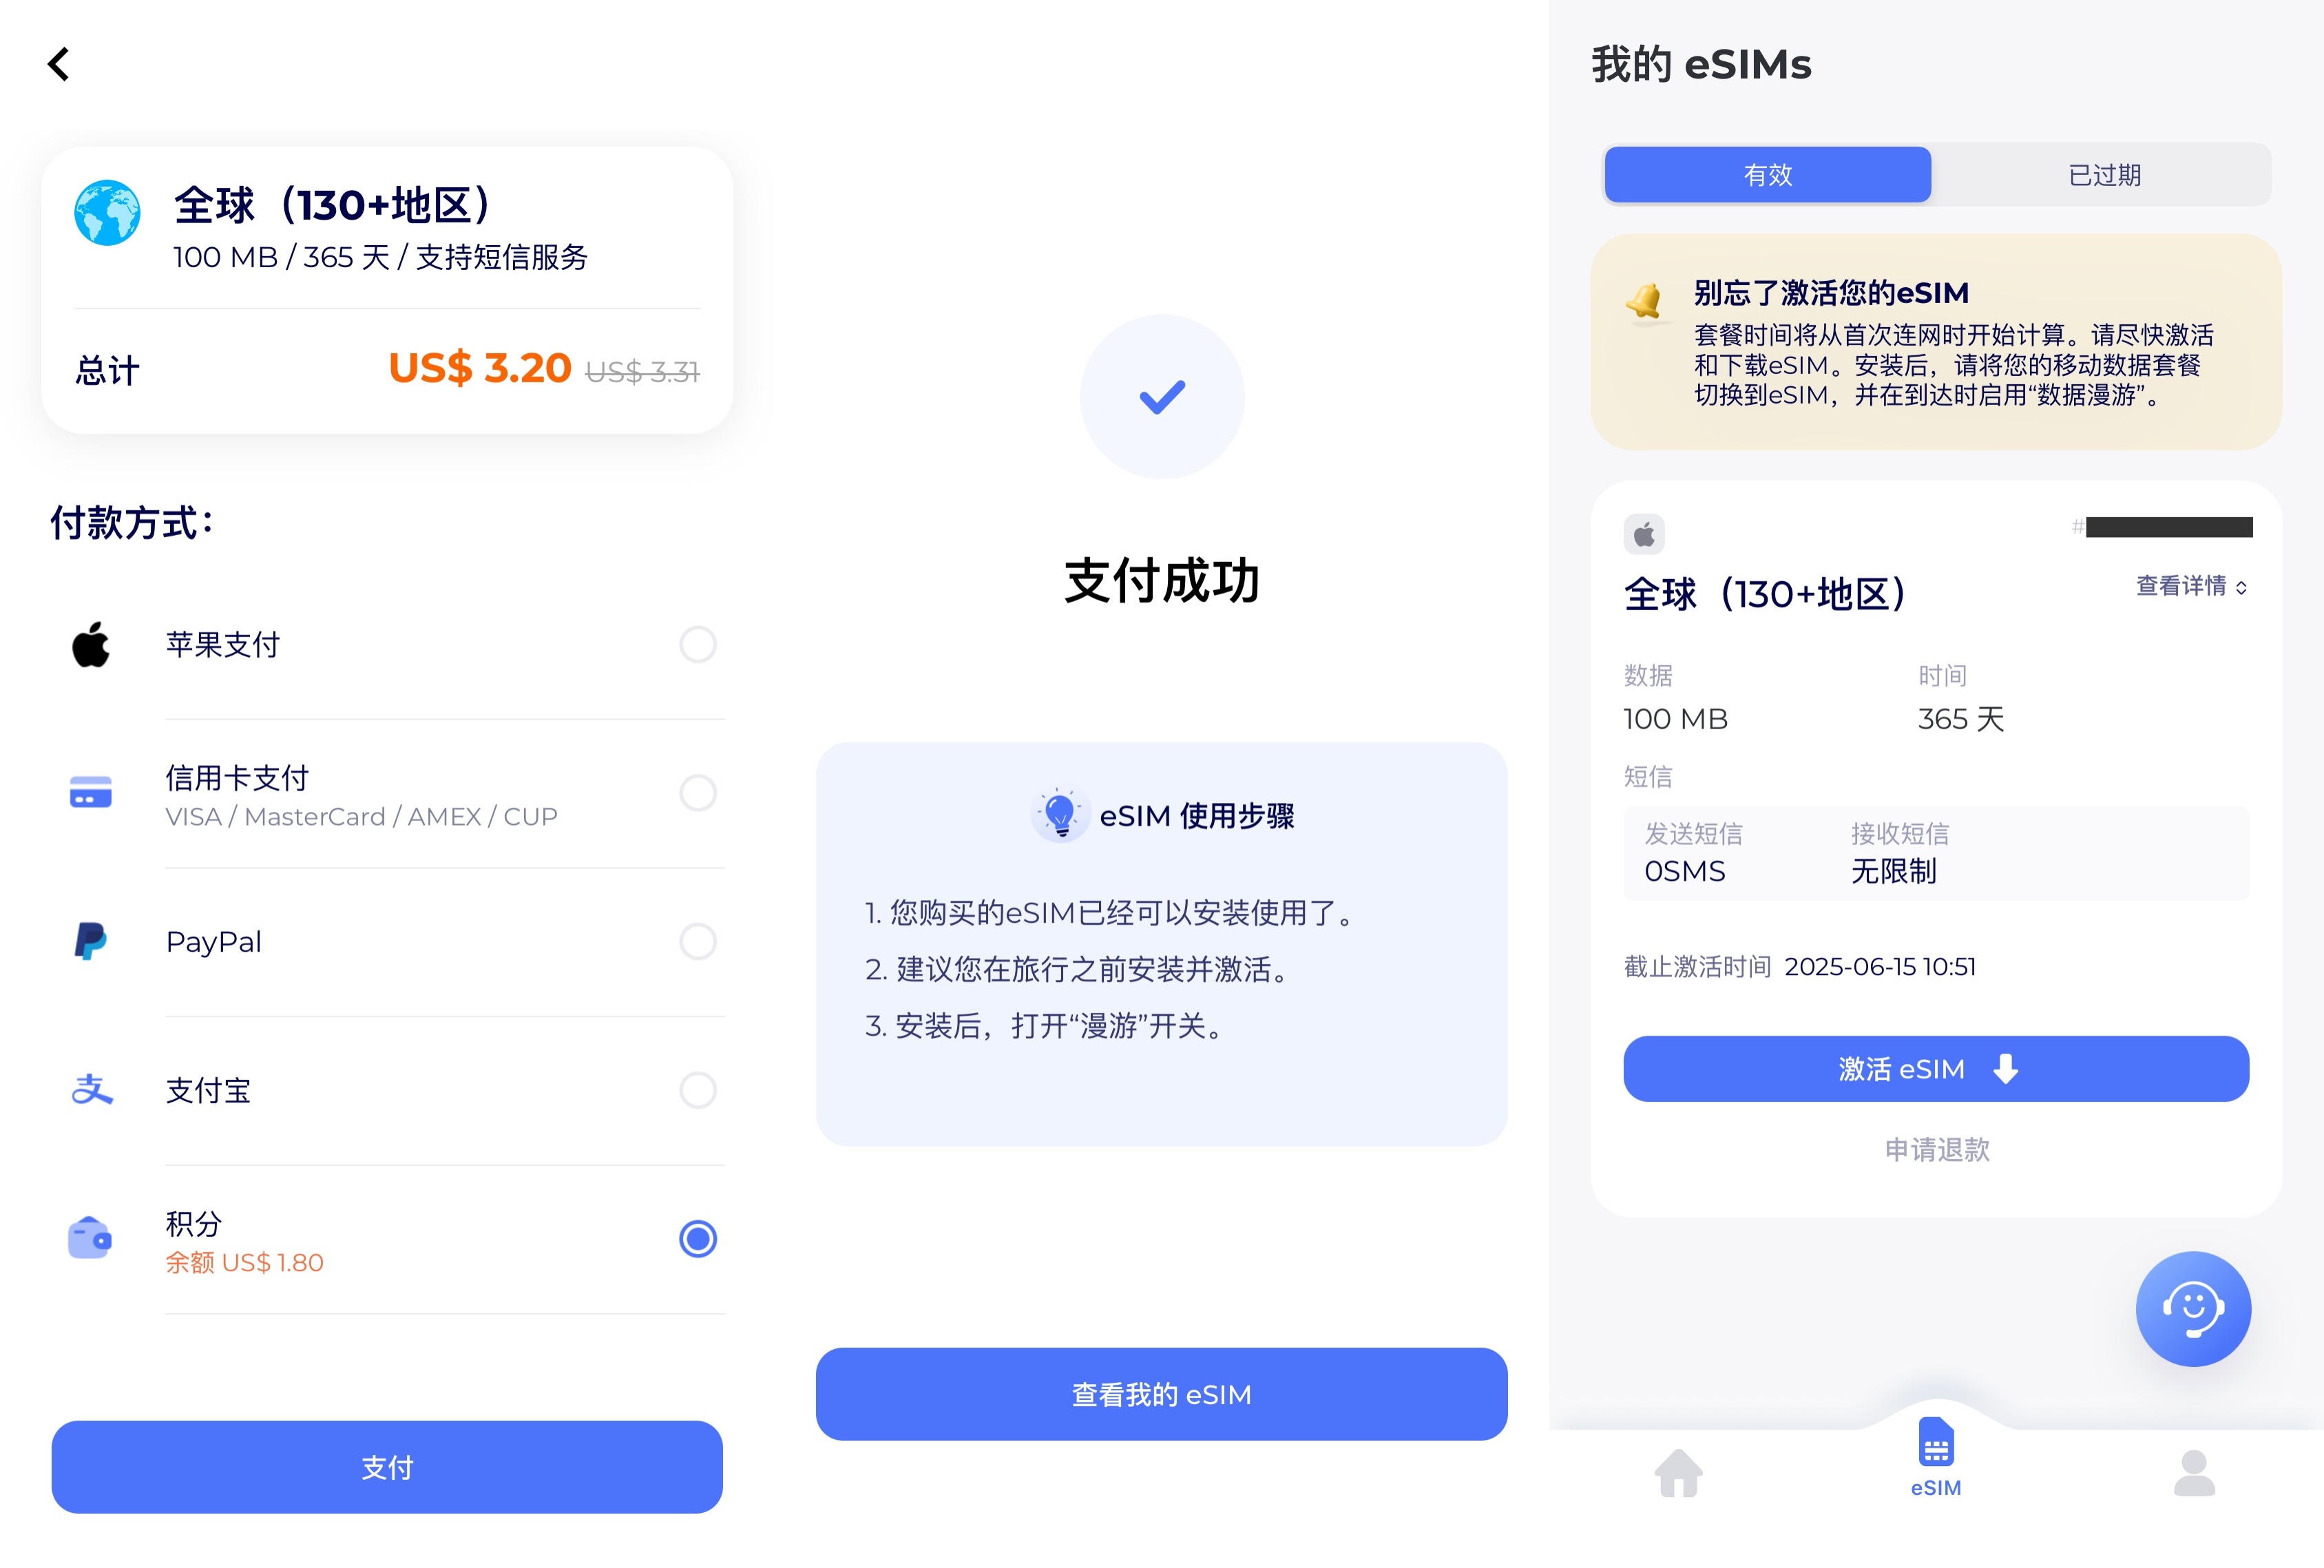 全球（130+地区）
100 MB / 365 天 / 支持短信服务
总计 US$ 3.20 US$ 3.31
付款方式：
苹果支付
信用卡支付
VISA / MasterCard / AMEX / CUP
PayPal
支付宝
积分
余额 US$ 1.80
支付
支付成功
eSIM 使用步骤
1. 您购买的eSIM已经可以安装使用了。
2. 建议您在旅行之前安装并激活。
3. 安装后，打开“漫游”开关。
查看我的 eSIM
我的 eSIMs
有效 已过期
别忘了激活您的eSIM
套餐时间将从首次连网时开始计算。请尽快激活
和下载eSIM。安装后，请将您的移动数据套餐
切换到eSIM，并在到达时启用“数据漫游”。
#
全球（130+地区） 查看详情
数据 时间
100 MB 365 天
短信
发送短信 接收短信
0SMS 无限制
截止激活时间 2025-06-15 10:51
激活 eSIM
申请退款
eSIM